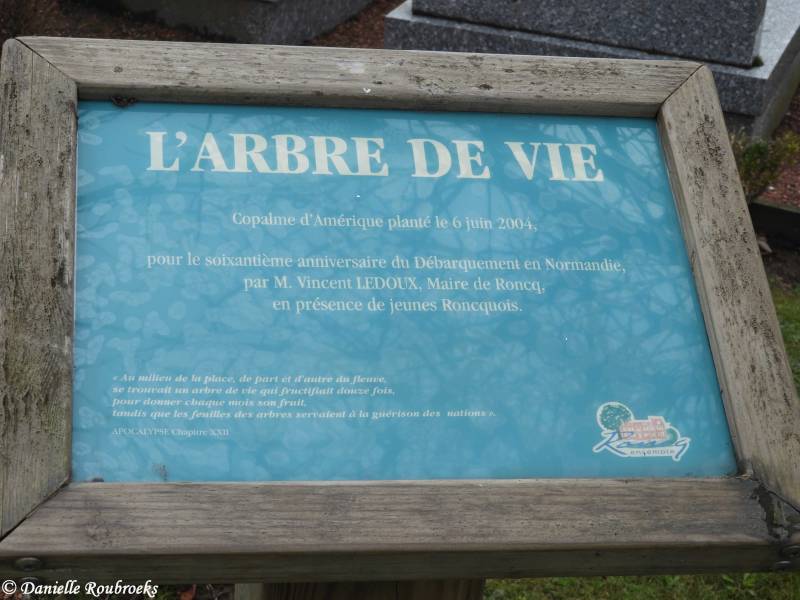 L'ARBRE DE VIE
Copalme d'Amérique planté le 6 juin 2004,
pour le soixantième anniversaire du Débarquement en Normandie,
par M. Vincent LEDOUX, Maire de Roncq,
en présence de jeunes Roncquois.
« Au milieu de la place, de part et d'autre du fleuve,
se trouvait un arbre de vie qui fructifiait douze fois,
pour donner chaque mois son fruit,
tandis que les feuilles des arbres servaient à la guérison des nations ».
APOCALYPSE Chapitre XXII
Roncq
ensemble
© Danielle Roubroeks